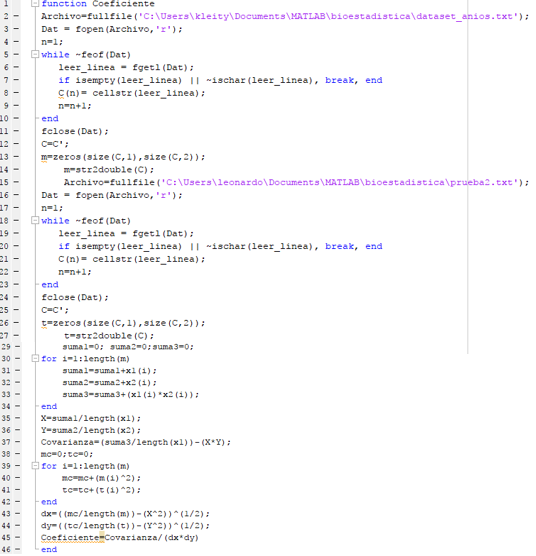 1 function Coeficiente
2 Archivo=fullfile('C:\Users\kleity\Documents\MATLAB\bioestadistica\dataset_anios.txt');
3 Dat = fopen(Archivo,'r');
4 n=1;
5 while ~feof(Dat)
6 leer_linea = fgetl(Dat);
7 if isempty(leer_linea) || ~ischar(leer_linea), break, end
8 C(n)= cellstr(leer_linea);
9 n=n+1;
10 end
11 fclose(Dat);
12 C=C';
13 m=zeros(size(C,1),size(C,2));
14 m=str2double(C);
15 Archivo=fullfile('C:\Users\leonardo\Documents\MATLAB\bioestadistica\prueba2.txt');
16 Dat = fopen(Archivo,'r');
17 n=1;
18 while ~feof(Dat)
19 leer_linea = fgetl(Dat);
20 if isempty(leer_linea) || ~ischar(leer_linea), break, end
21 C(n)= cellstr(leer_linea);
22 n=n+1;
23 end
24 fclose(Dat);
25 C=C';
26 t=zeros(size(C,1),size(C,2));
27 t=str2double(C);
29 suma1=0; suma2=0;suma3=0;
30 for i=1:length(m)
31 suma1=suma1+x1(i);
32 suma2=suma2+x2(i);
33 suma3=suma3+(x1(i)*x2(i));
34 end
35 X=suma1/length(x1);
36 Y=suma2/length(x2);
37 Covarianza=(suma3/length(x1))-(X*Y);
38 mc=0;tc=0;
39 for i=1:length(m)
40 mc=mc+(m(i)^2);
41 tc=tc+(t(i)^2);
42 end
43 dx=((mc/length(m))-(X^2))^(1/2);
44 dy=((tc/length(t))-(Y^2))^(1/2);
45 Coeficiente=Covarianza/(dx*dy)
46 end